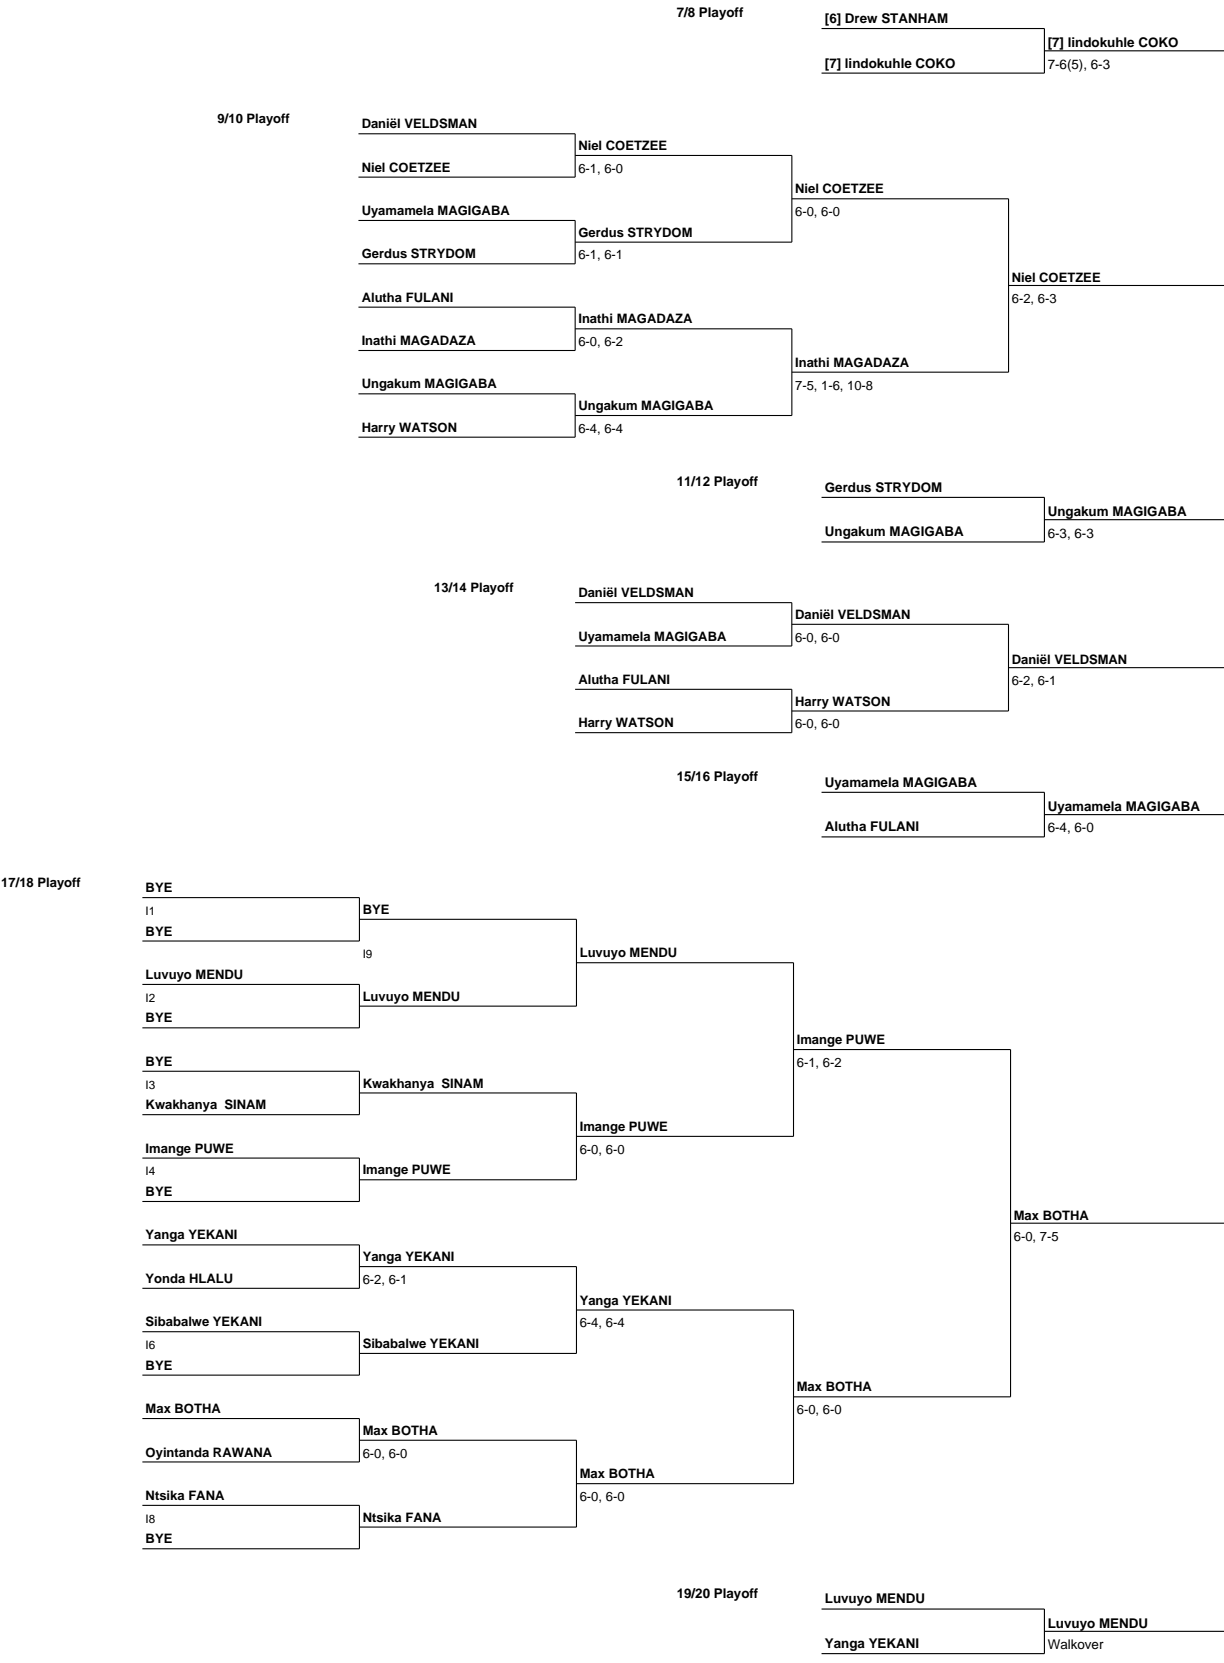 7/8 Playoff
[6] Drew STANHAM
[7] lindokuhle COKO
[7] lindokuhle COKO
7-6(5), 6-3
9/10 Playoff
Daniël VELDSMAN
Niel COETZEE
Niel COETZEE
6-1, 6-0
Niel COETZEE
6-0, 6-0
Uyamamela MAGIGABA
Gerdus STRYDOM
Gerdus STRYDOM
6-1, 6-1
Niel COETZEE
6-2, 6-3
Alutha FULANI
Inathi MAGADAZA
Inathi MAGADAZA
6-0, 6-2
Inathi MAGADAZA
7-5, 1-6, 10-8
Ungakum MAGIGABA
Ungakum MAGIGABA
Harry WATSON
6-4, 6-4
11/12 Playoff
Gerdus STRYDOM
Ungakum MAGIGABA
Ungakum MAGIGABA
6-3, 6-3
13/14 Playoff
Daniël VELDSMAN
Daniël VELDSMAN
Uyamamela MAGIGABA
6-0, 6-0
Daniël VELDSMAN
6-2, 6-1
Alutha FULANI
Harry WATSON
Harry WATSON
6-0, 6-0
15/16 Playoff
Uyamamela MAGIGABA
Uyamamela MAGIGABA
Alutha FULANI
6-4, 6-0
17/18 Playoff
BYE
I1
BYE
BYE
I9
Luvuyo MENDU
Luvuyo MENDU
I2
Luvuyo MENDU
BYE
Imange PUWE
6-1, 6-2
BYE
I3
Kwakhanya SINAM
Kwakhanya SINAM
Imange PUWE
6-0, 6-0
Imange PUWE
I4
Imange PUWE
BYE
Max BOTHA
6-0, 7-5
Yanga YEKANI
Yanga YEKANI
Yonda HLALU
6-2, 6-1
Yanga YEKANI
6-4, 6-4
Sibabalwe YEKANI
I6
Sibabalwe YEKANI
BYE
Max BOTHA
6-0, 6-0
Max BOTHA
Max BOTHA
Oyintanda RAWANA
6-0, 6-0
Max BOTHA
6-0, 6-0
Ntsika FANA
I8
Ntsika FANA
BYE
19/20 Playoff
Luvuyo MENDU
Luvuyo MENDU
Yanga YEKANI
Walkover